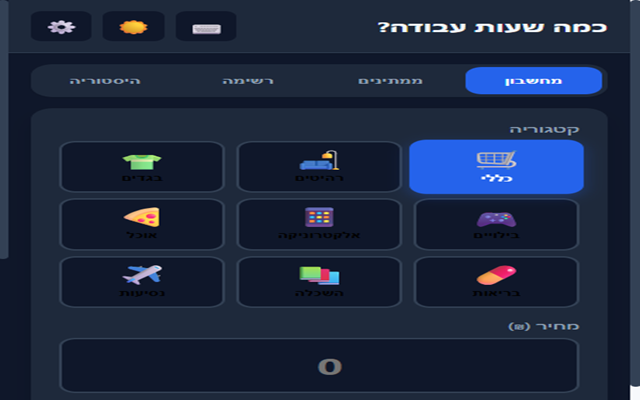 כמה שעות עבודה?
מחשבון ממתינים רשימה היסטוריה
קטגוריה
כללי רהיטים בגדים
בילויים אלקטרוניקה אוכל
בריאות השכלה נסיעות
מחיר (₪)
0